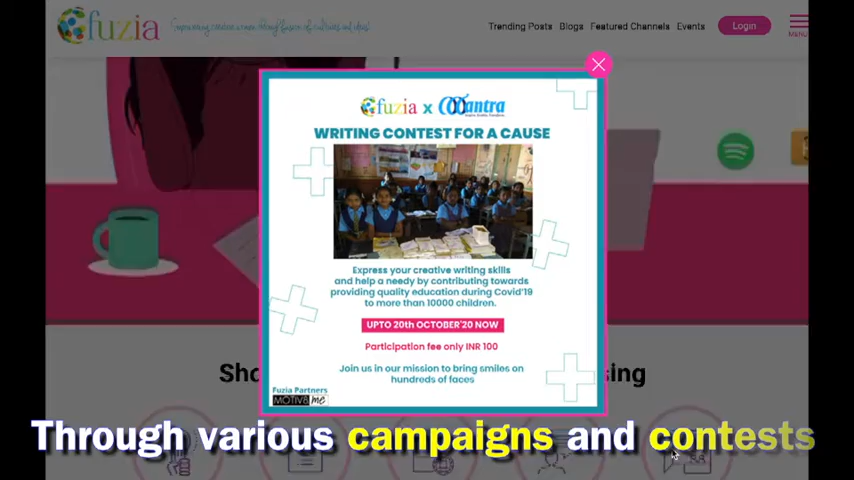 fuzia
Trending Posts Blogs Featured Channels Events Login
MENU
fuzia x Mantra
WRITING CONTEST FOR A CAUSE
Express your creative writing skills
and help a needy by contributing towards
providing quality education during Covid'19
to more than 10000 children.
UPTO 20th OCTOBER'20 NOW
Participation fee only INR 100
Join us in our mission to bring smiles on
hundreds of faces
Fuzia Partners
MOTIV8 me
Through various campaigns and contests